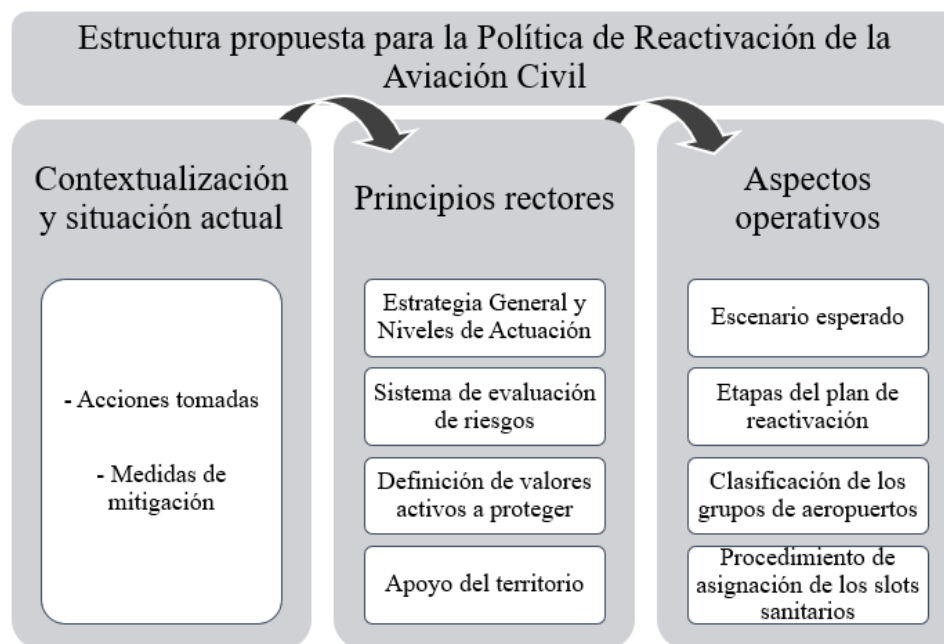 Estructura propuesta para la Política de Reactivación de la
Aviación Civil
Contextualización
y situación actual
- Acciones tomadas
- Medidas de
mitigación
Principios rectores
Estrategia General y
Niveles de Actuación
Sistema de evaluación
de riesgos
Definición de valores
activos a proteger
Apoyo del territorio
Aspectos
operativos
Escenario esperado
Etapas del plan de
reactivación
Clasificación de los
grupos de aeropuertos
Procedimiento de
asignación de los slots
sanitarios